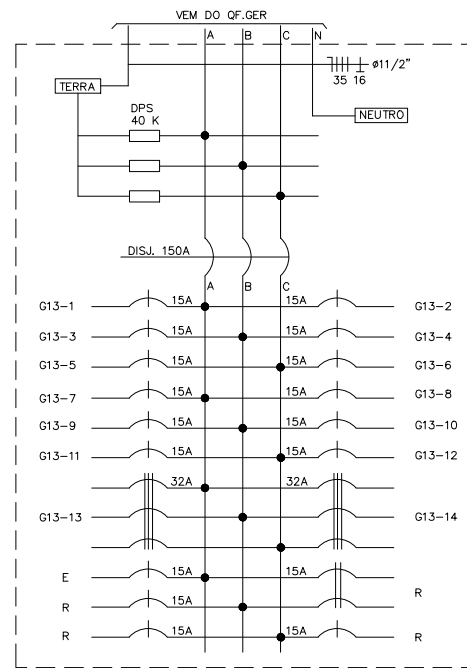 VEM DO QF.GER
A B C N
ø11/2"
35 16
TERRA
NEUTRO
DPS
40 K
DISJ. 150A
A B C
G13-1 15A 15A G13-2
G13-3 15A 15A G13-4
G13-5 15A 15A G13-6
G13-7 15A 15A G13-8
G13-9 15A 15A G13-10
G13-11 15A 15A G13-12
32A 32A
G13-13 G13-14
E 15A 15A
R
R 15A
R 15A 15A R